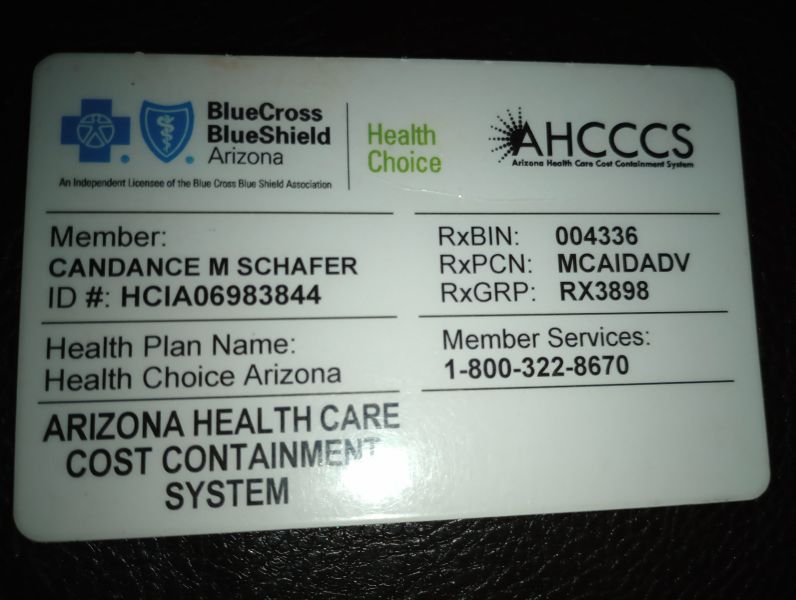 BlueCross
BlueShield
Arizona
An Independent Licensee of the Blue Cross Blue Shield Association
Health
Choice
AHCCCS
Arizona Health Care Cost Containment System
Member:
CANDANCE M SCHAFER
ID #: HCIA06983844
RxBIN: 004336
RxPCN: MCAIDADV
RxGRP: RX3898
Health Plan Name:
Health Choice Arizona
Member Services:
1-800-322-8670
ARIZONA HEALTH CARE
COST CONTAINMENT
SYSTEM